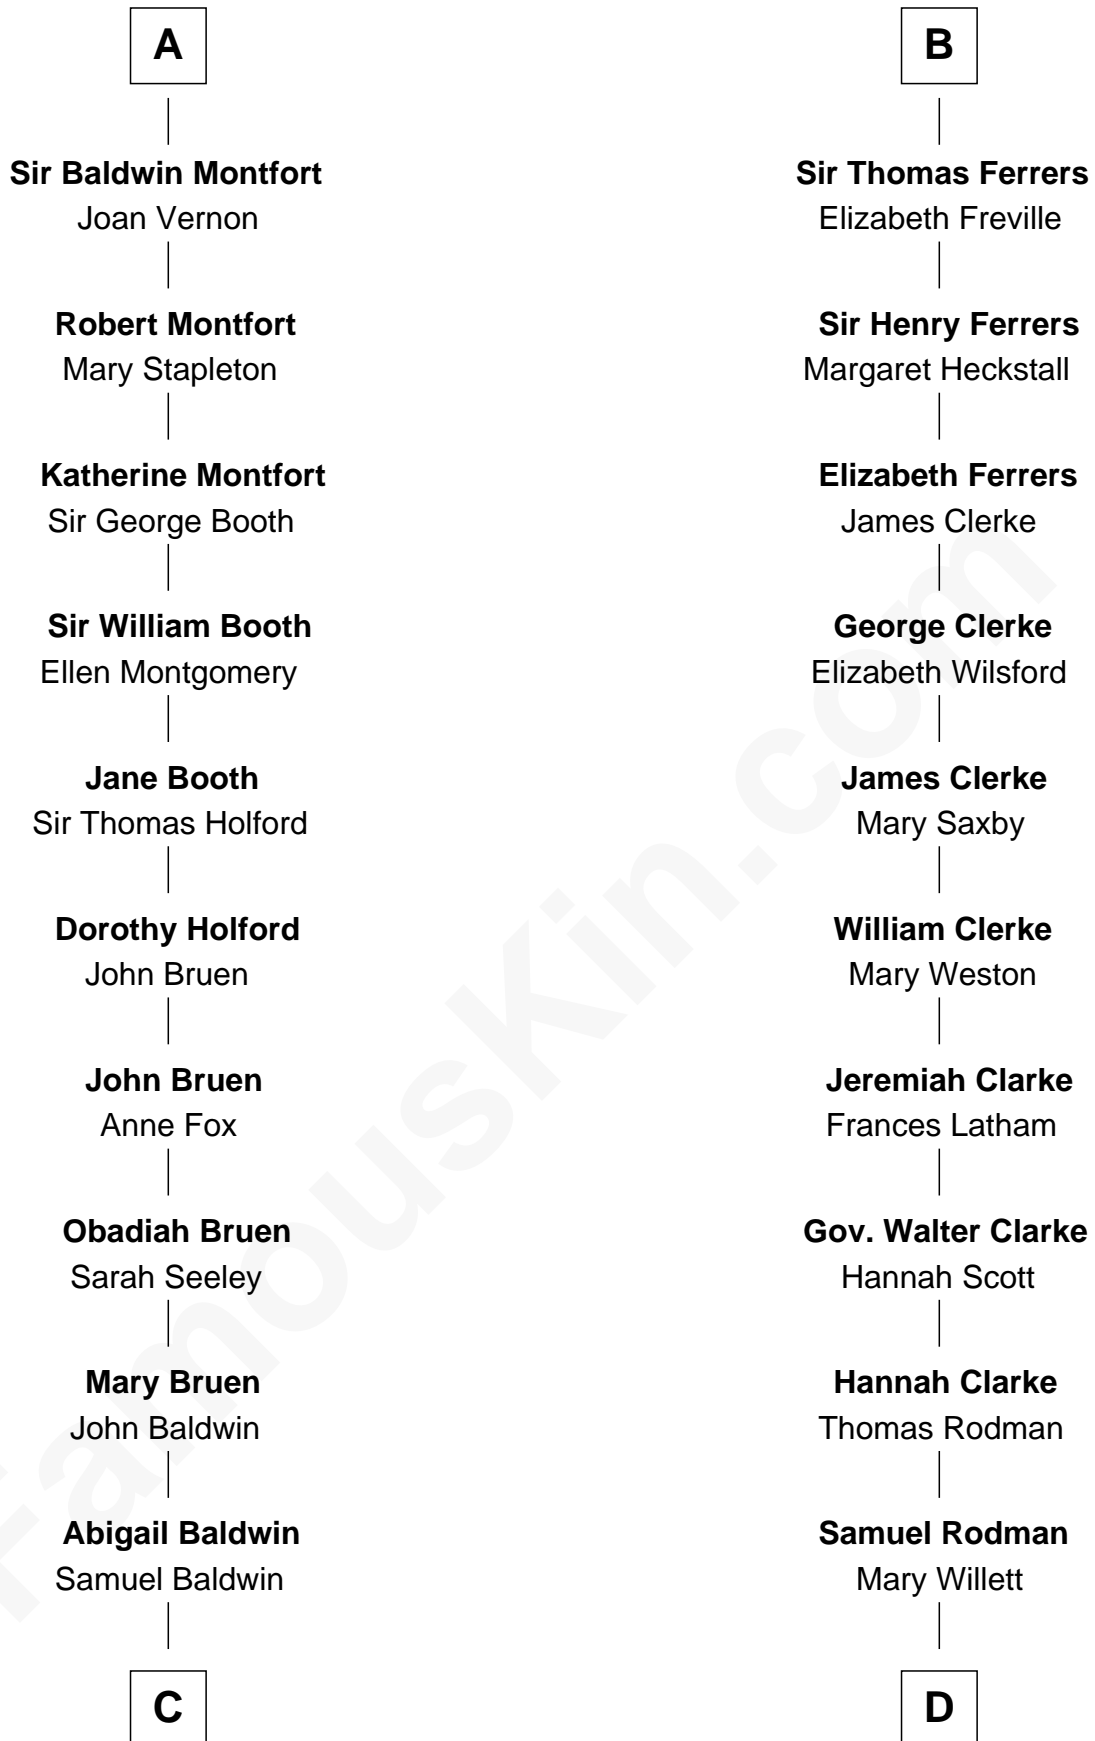 A
Sir Baldwin Montfort
Joan Vernon
Robert Montfort
Mary Stapleton
Katherine Montfort
Sir George Booth
Sir William Booth
Ellen Montgomery
Jane Booth
Sir Thomas Holford
Dorothy Holford
John Bruen
John Bruen
Anne Fox
Obadiah Bruen
Sarah Seeley
Mary Bruen
John Baldwin
Abigail Baldwin
Samuel Baldwin
C
B
Sir Thomas Ferrers
Elizabeth Freville
Sir Henry Ferrers
Margaret Heckstall
Elizabeth Ferrers
James Clerke
George Clerke
Elizabeth Wilsford
James Clerke
Mary Saxby
William Clerke
Mary Weston
Jeremiah Clarke
Frances Latham
Gov. Walter Clarke
Hannah Scott
Hannah Clarke
Thomas Rodman
Samuel Rodman
Mary Willett
D
FamousKin.com